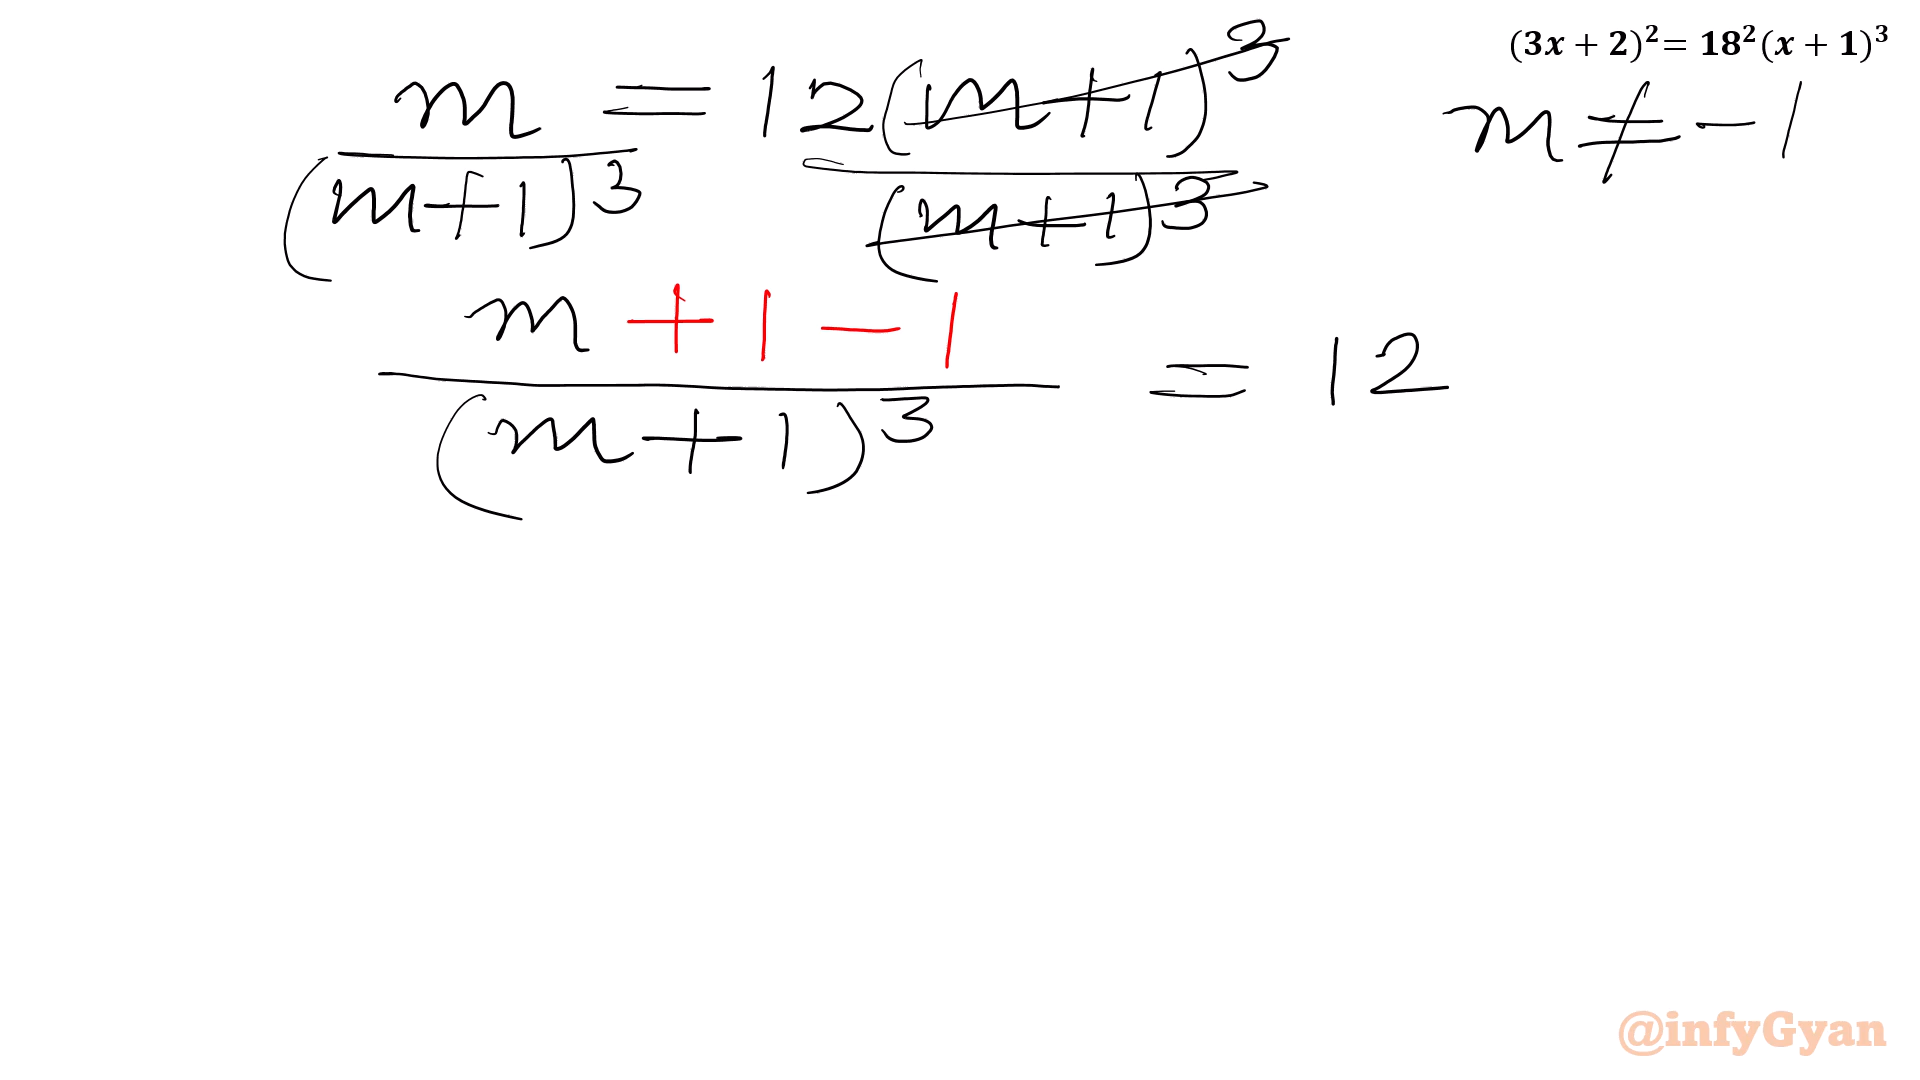 (3x + 2)²= 18²(x + 1)³
m/(m+1)³ = 12(m+1)³/(m+1)³
m ≠ -1
(m + 1 - 1)/(m+1)³ = 12
@infyGyan